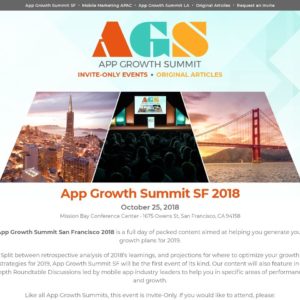 App Growth Summit SF • Mobile Marketing APAC • App Growth Summit LA • Original Articles • Request an Invite
AGS
APP GROWTH SUMMIT
INVITE-ONLY EVENTS • ORIGINAL ARTICLES
App Growth Summit SF 2018
October 25, 2018
Mission Bay Conference Center - 1675 Owens St, San Francisco, CA 94158
App Growth Summit San Francisco 2018 is a full day of packed content aimed at helping you generate your
growth plans for 2019.
Split between retrospective analysis of 2018's learnings, and projections for where to optimize your growth
strategies for 2019, App Growth Summit SF will be the first event of its kind. Our content will also feature in
depth Roundtable Discussions led by mobile app industry leaders to help you in specific areas of performance
and growth.
Like all App Growth Summits, this event is Invite-Only. If you would like to attend, please: